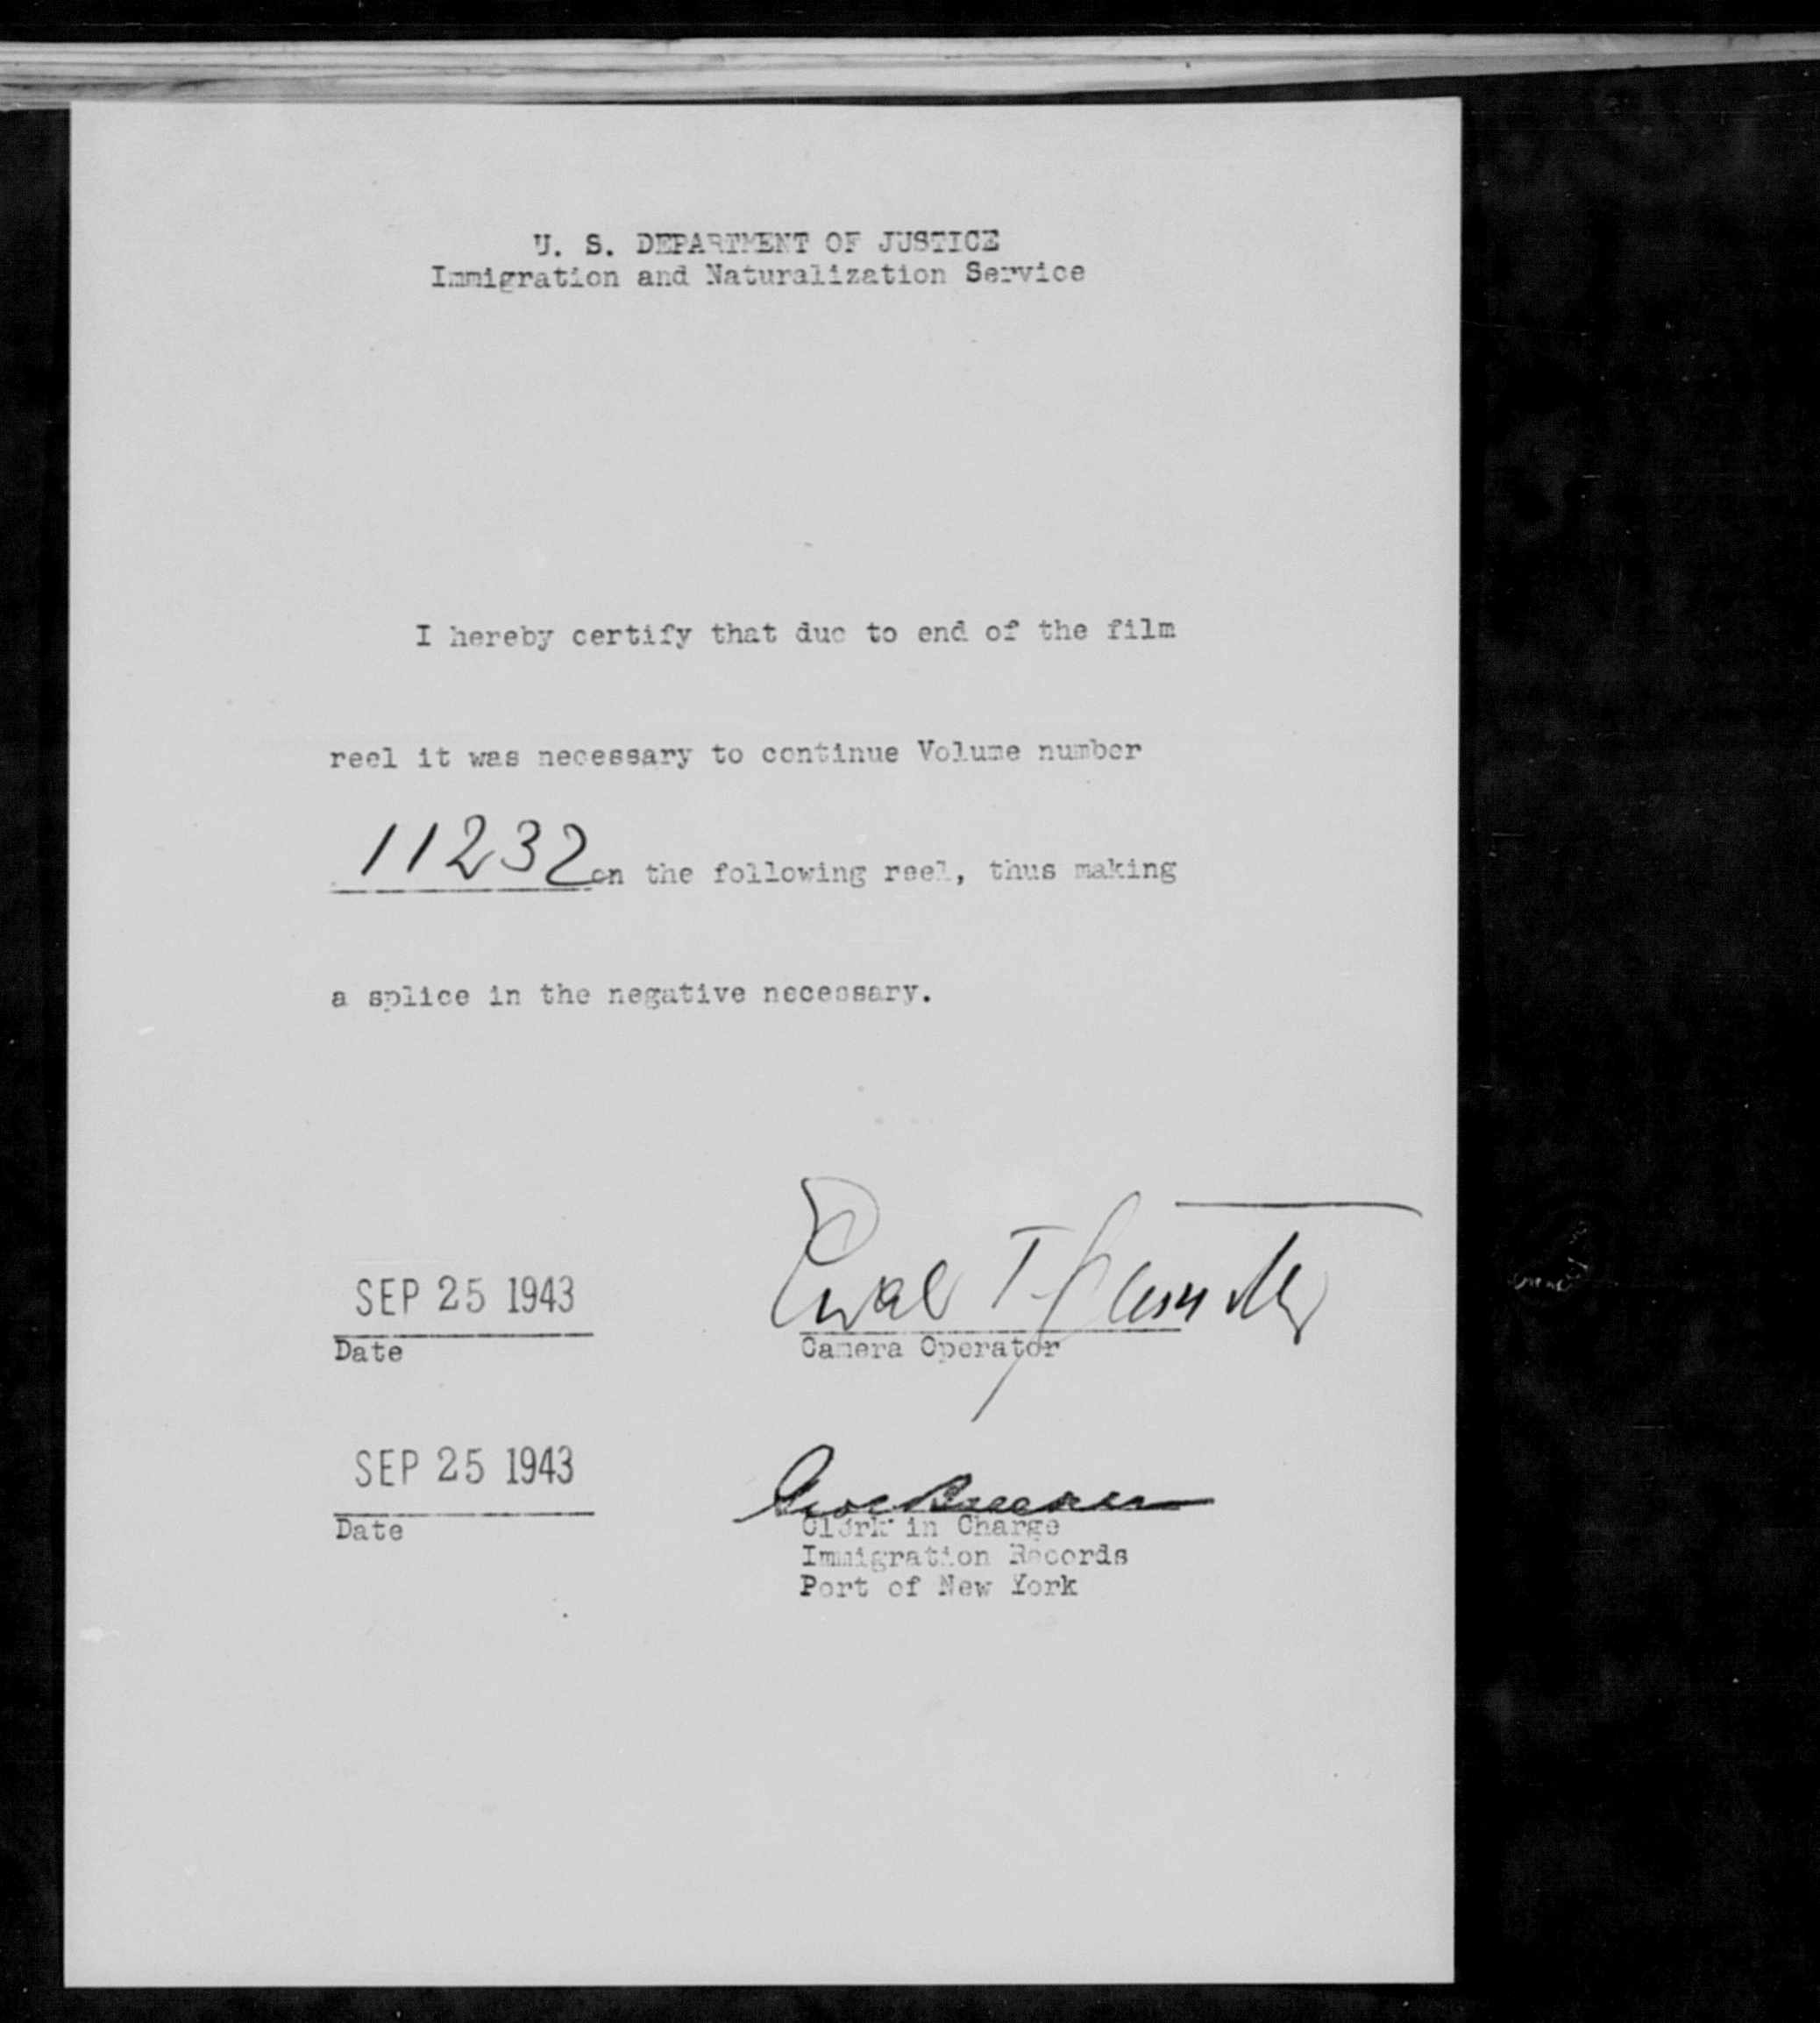 U. S. DEPARTMENT OF JUSTICE
Immigration and Naturalization Service
I hereby certify that due to end of the film
reel it was necessary to continue Volume number
11232 on the following reel, thus making
a splice in the negative necessary.
SEP 25 1943
Date
Camera Operator
SEP 25 1943
Date
Clerk in Charge
Immigration Records
Port of New York